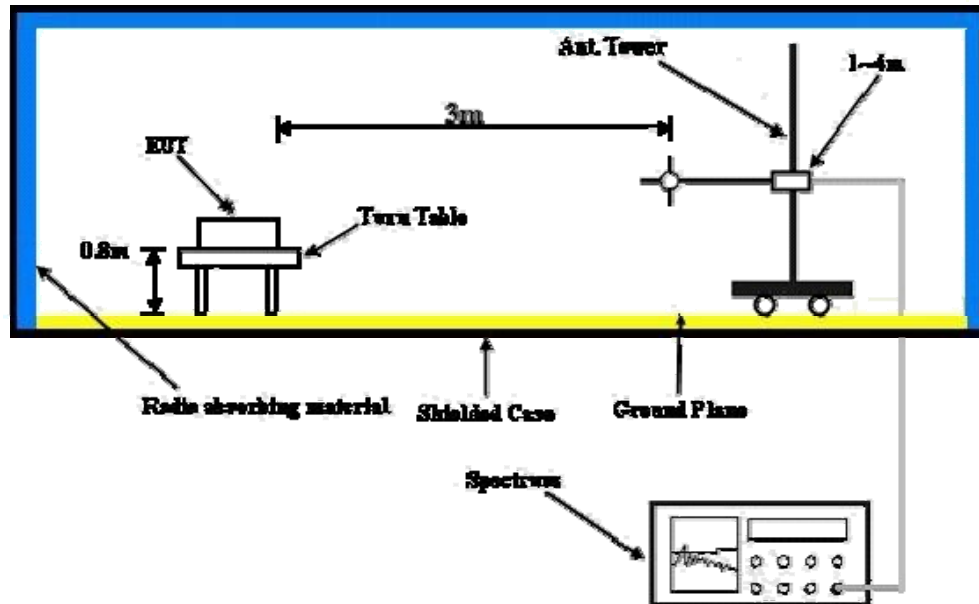 Ant. Tower
1~4m
3m
EUT
Turn Table
0.8m
Radio absorbing material
Shielded Case
Ground Plane
Spectrum